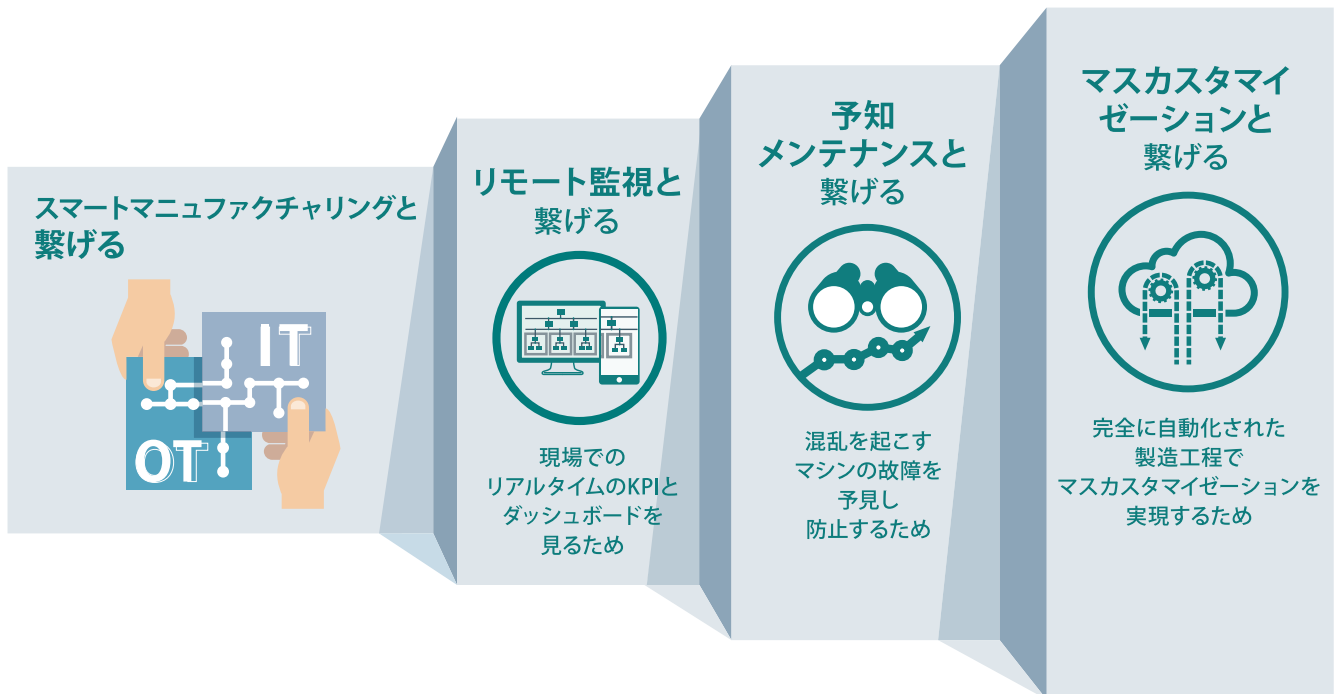 スマートマニュファクチャリングと
繋げる
IT
OT
リモート監視と
繋げる
現場での
リアルタイムのKPIと
ダッシュボードを
見るため
予知
メンテナンスと
繋げる
混乱を起こす
マシンの故障を
予見し
防止するため
マスカスタマイ
ゼーションと
繋げる
完全に自動化された
製造工程で
マスカスタマイゼーションを
実現するため